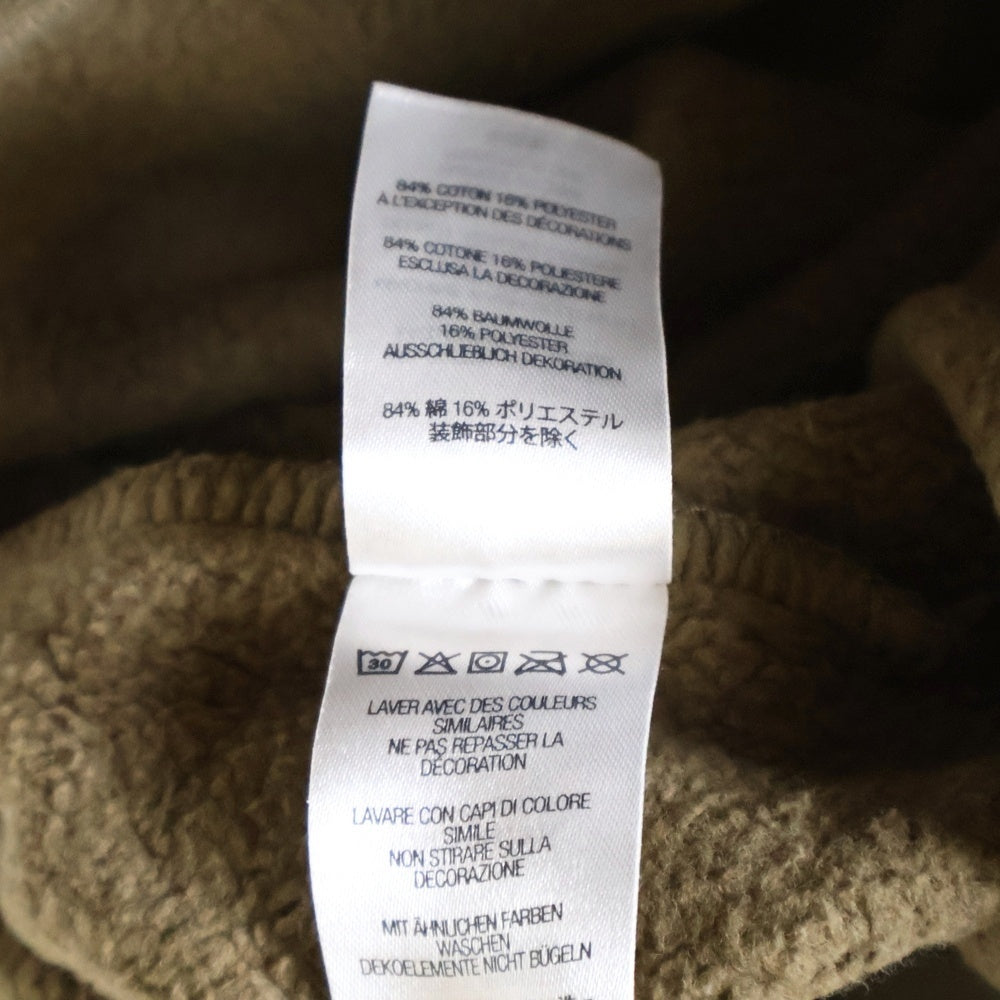 84% COTON 16% POLYESTER
A L'EXCEPTION DES DÉCORATIONS
84% COTONE 16% POLIESTERE
ESCLUSA LA DECORAZIONE
84% BAUMWOLLE
16% POLYESTER
AUSSCHLIEßLICH DEKORATION
84% 綿 16% ポリエステル
装飾部分を除く
30
LAVER AVEC DES COULEURS
SIMILAIRES
NE PAS REPASSER LA
DÉCORATION
LAVARE CON CAPI DI COLORE
SIMILE
NON STIRARE SULLA
DECORAZIONE
MIT ÄHNLICHEN FARBEN
WASCHEN
DEKOELEMENTE NICHT BÜGELN